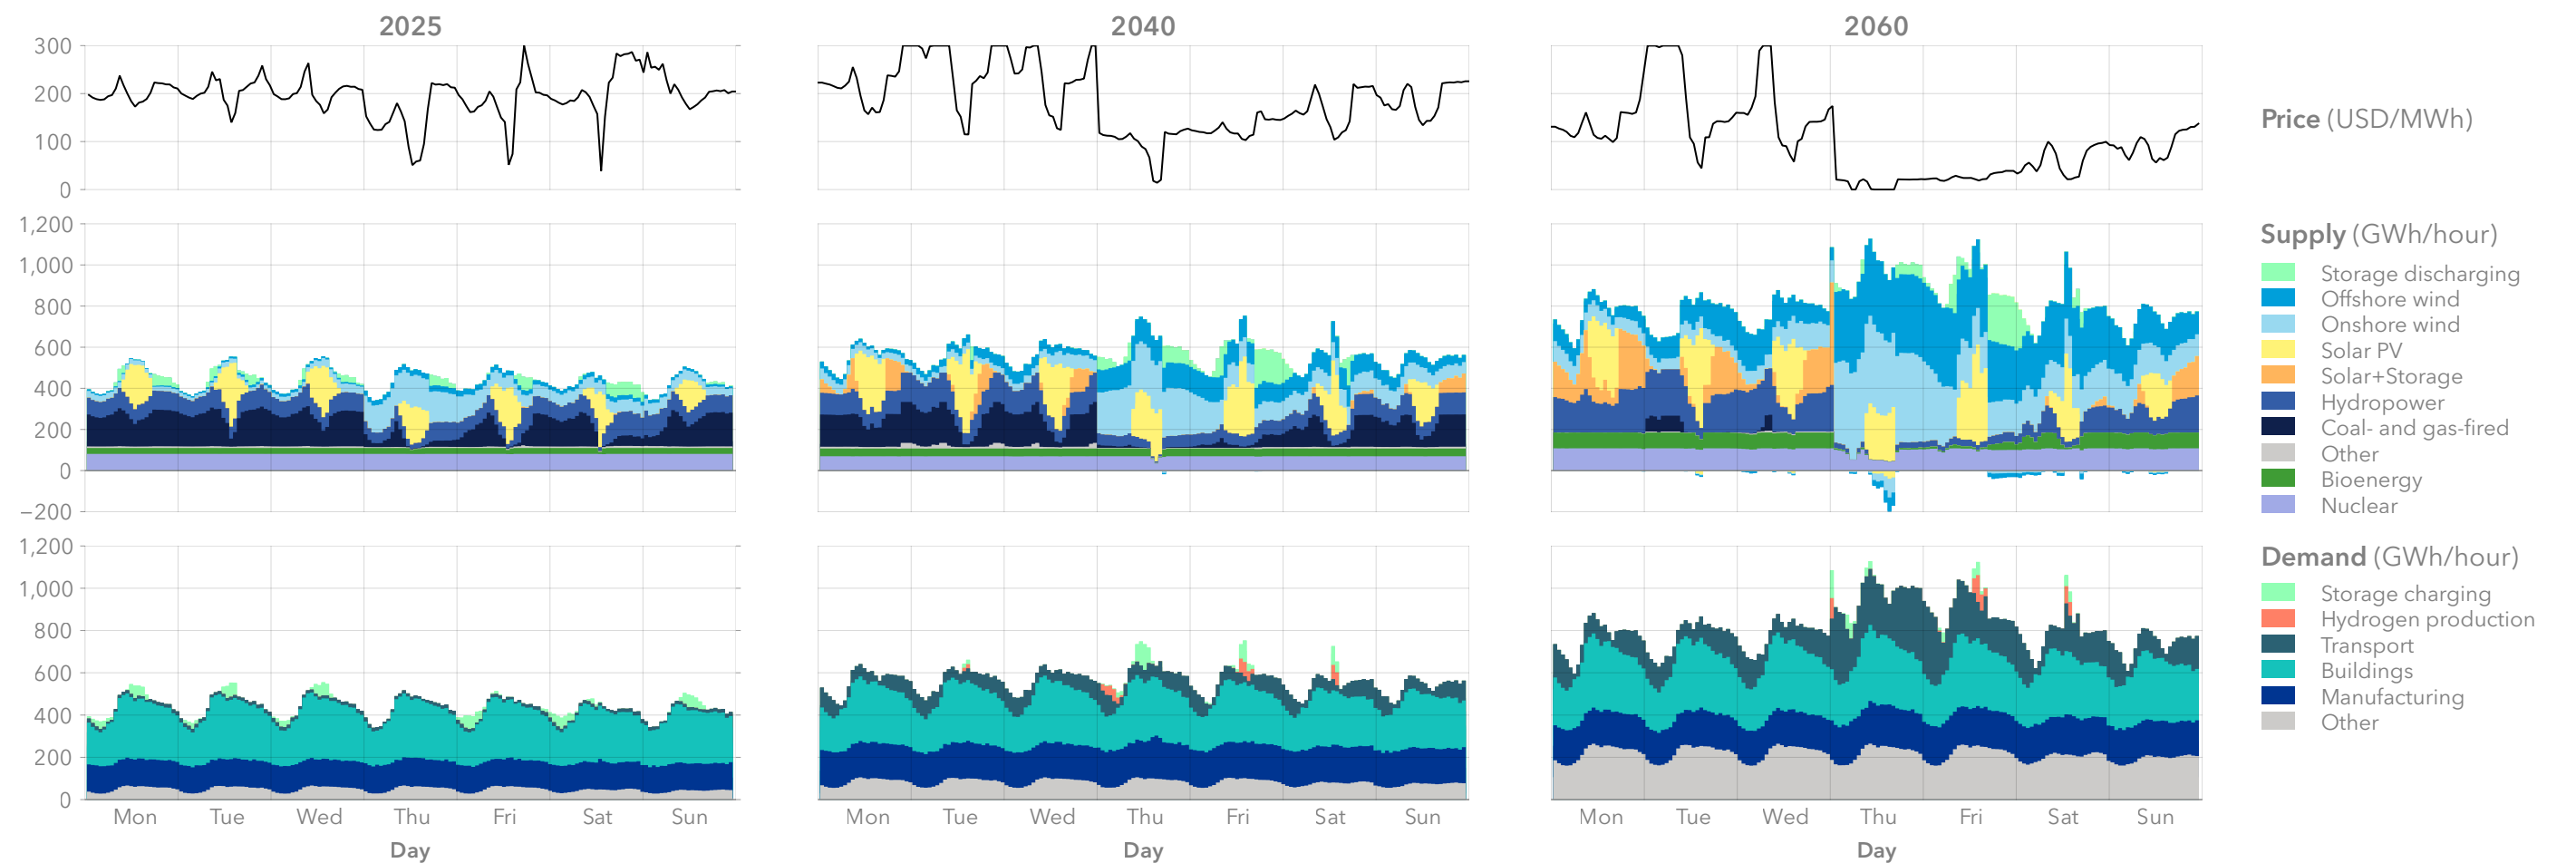 2025
2040
2060
300
200
100
0
Price (USD/MWh)
1,200
1,000
800
600
400
200
0
−200
Supply (GWh/hour)
Storage discharging
Offshore wind
Onshore wind
Solar PV
Solar+Storage
Hydropower
Coal- and gas-fired
Other
Bioenergy
Nuclear
1,200
1,000
800
600
400
200
0
Demand (GWh/hour)
Storage charging
Hydrogen production
Transport
Buildings
Manufacturing
Other
Mon Tue Wed Thu Fri Sat Sun
Day
Mon Tue Wed Thu Fri Sat Sun
Day
Mon Tue Wed Thu Fri Sat Sun
Day